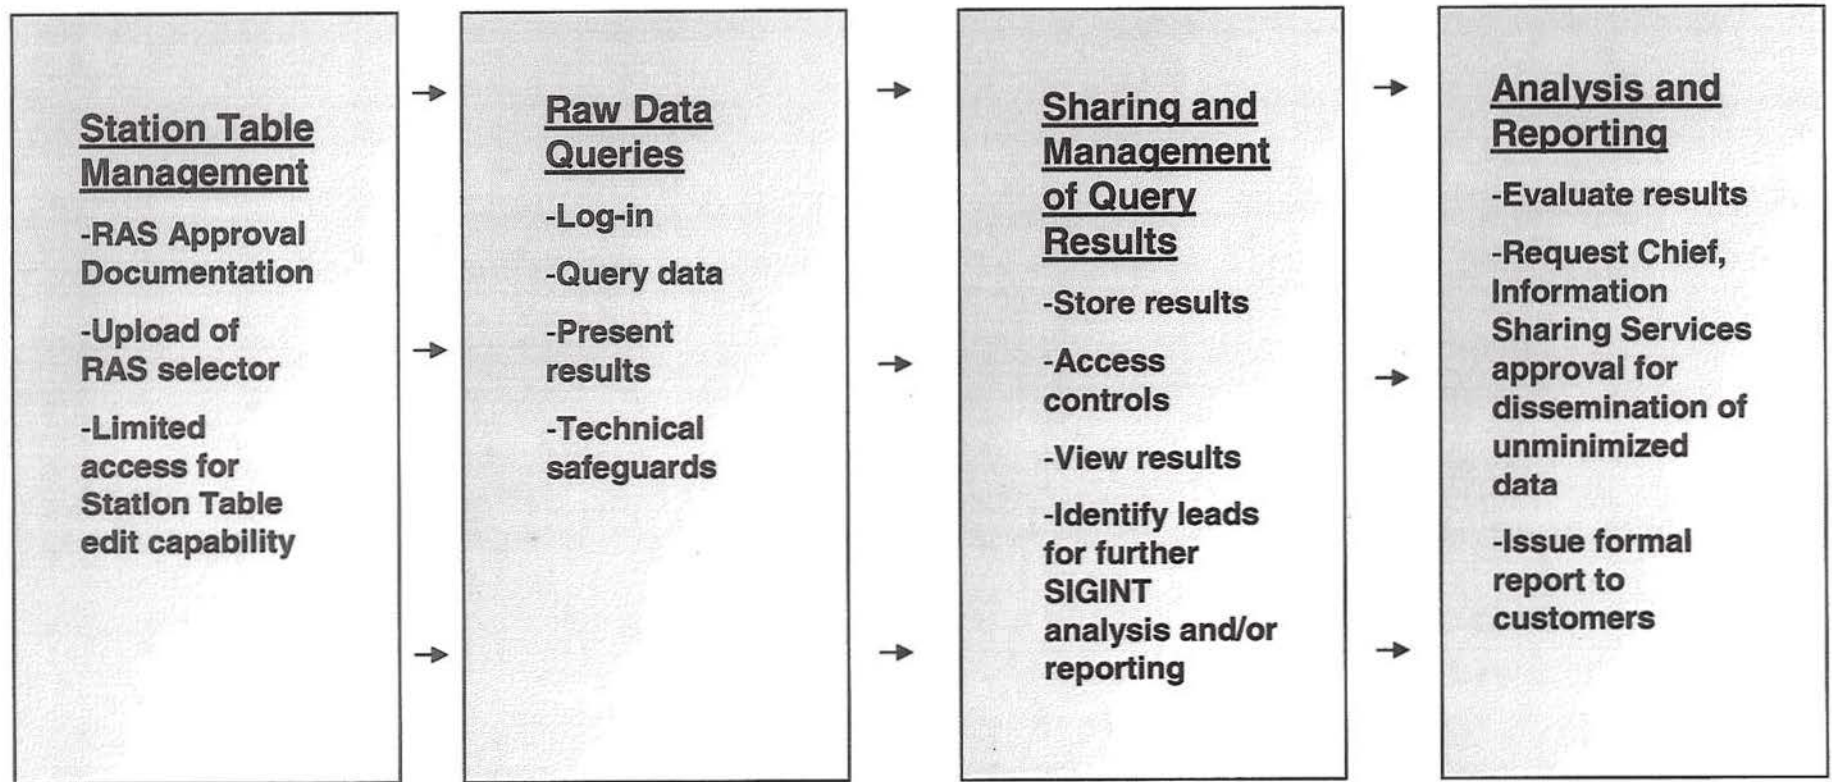 Station Table
Management
-RAS Approval
Documentation
-Upload of
RAS selector
-Limited
access for
Station Table
edit capability
Raw Data
Queries
-Log-in
-Query data
-Present
results
-Technical
safeguards
Sharing and
Management
of Query
Results
-Store results
-Access
controls
-View results
-Identify leads
for further
SIGINT
analysis and/or
reporting
Analysis and
Reporting
-Evaluate results
-Request Chief,
Information
Sharing Services
approval for
dissemination of
unminimized
data
-Issue formal
report to
customers